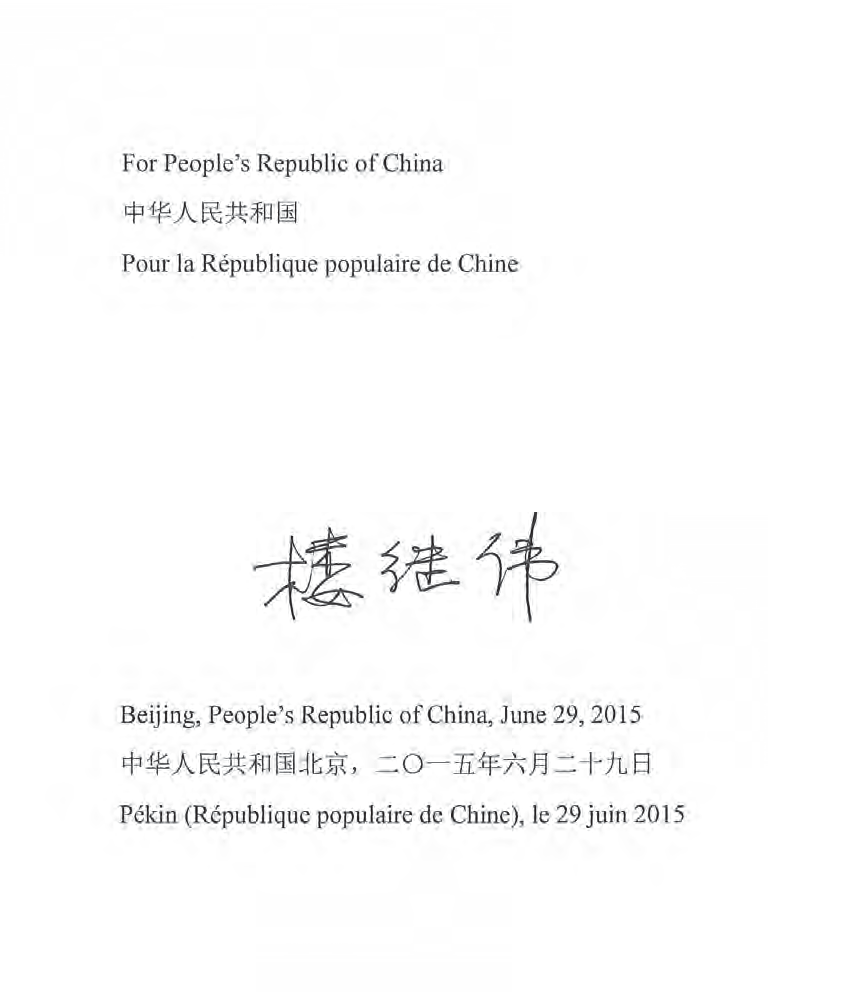 For People's Republic of China
中华人民共和国
Pour la République populaire de Chine
楼继伟
Beijing, People's Republic of China, June 29, 2015
中华人民共和国北京，二〇一五年六月二十九日
Pékin (République populaire de Chine), le 29 juin 2015